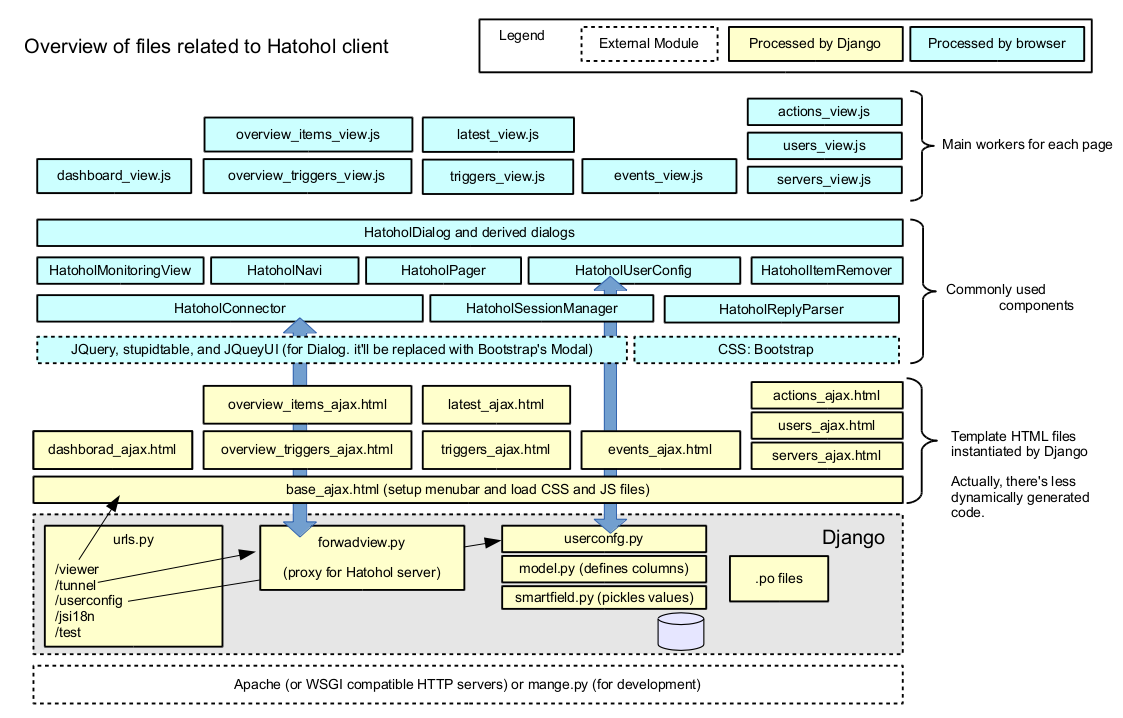 Overview of files related to Hatohol client
Legend
External Module
Processed by Django
Processed by browser
actions_view.js
overview_items_view.js
latest_view.js
users_view.js
Main workers for each page
dashboard_view.js
overview_triggers_view.js
triggers_view.js
events_view.js
servers_view.js
HatoholDialog and derived dialogs
HatoholMonitoringView
HatoholNavi
HatoholPager
HatoholUserConfig
HatoholItemRemover
Commonly used
components
HatoholConnector
HatoholSessionManager
HatoholReplyParser
JQuery, stupidtable, and JQueyUI (for Dialog. it'll be replaced with Bootstrap's Modal)
CSS: Bootstrap
overview_items_ajax.html
latest_ajax.html
actions_ajax.html
users_ajax.html
dashborad_ajax.html
overview_triggers_ajax.html
triggers_ajax.html
events_ajax.html
servers_ajax.html
Template HTML files
instantiated by Django
Actually, there's less
dynamically generated
code.
base_ajax.html (setup menubar and load CSS and JS files)
urls.py
/viewer
/tunnel
/userconfig
/jsi18n
/test
forwadview.py
(proxy for Hatohol server)
userconfg.py
model.py (defines columns)
smartfield.py (pickles values)
Django
.po files
Apache (or WSGI compatible HTTP servers) or mange.py (for development)